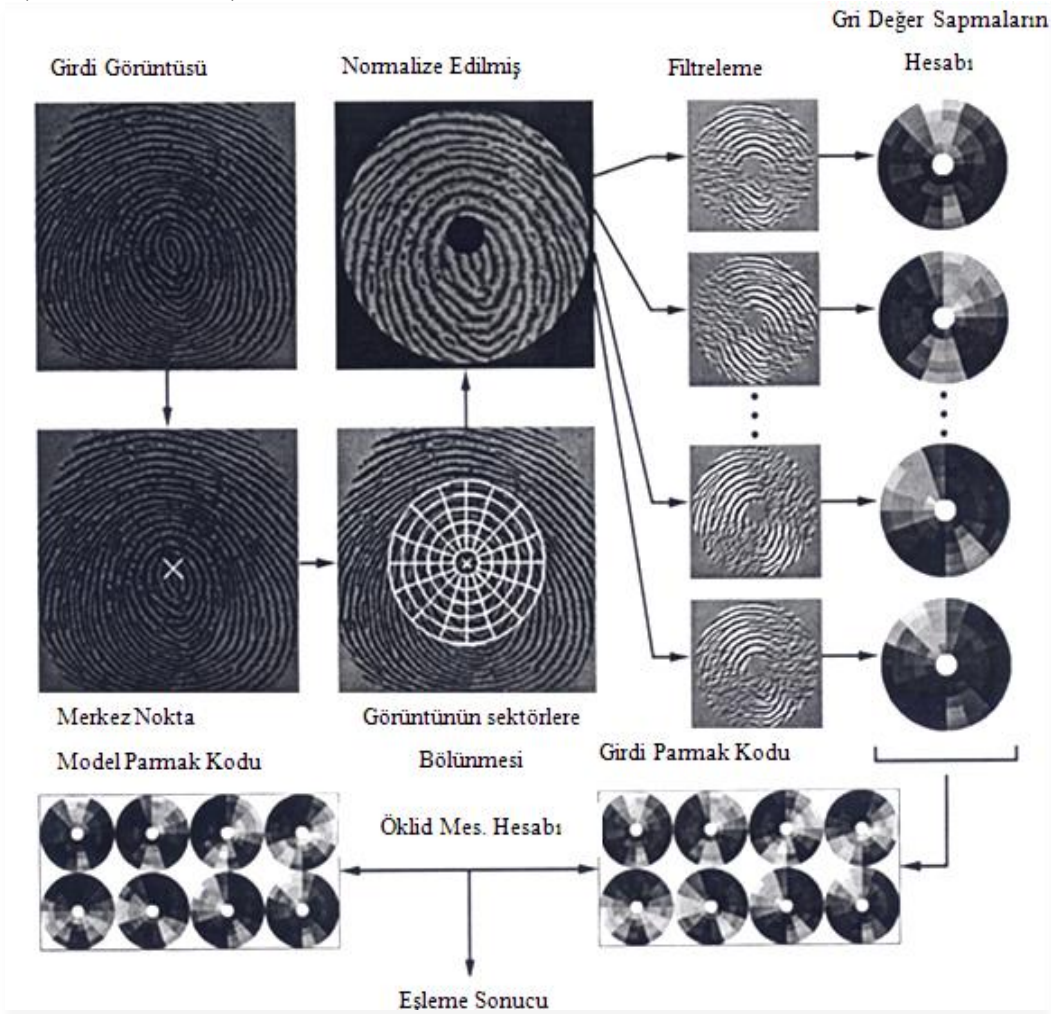 Gri Değer Sapmaların
Hesabı
Girdi Görüntüsü
Normalize Edilmiş
Filtreleme
Merkez Nokta
Görüntünün sektörlere
Bölünmesi
Model Parmak Kodu
Girdi Parmak Kodu
Öklid Mes. Hesabı
Eşleme Sonucu